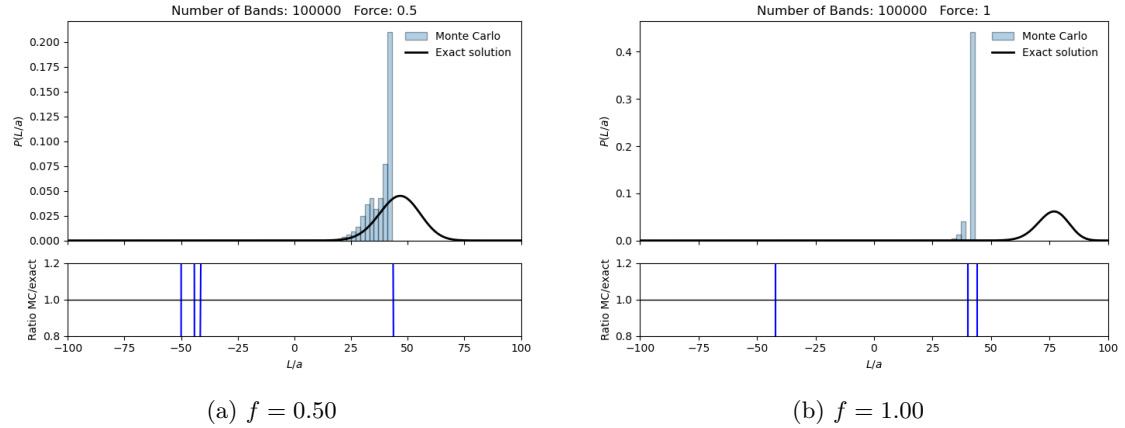 Number of Bands: 100000 Force: 0.5
P(L/a)
0.200
0.175
0.150
0.125
0.100
0.075
0.050
0.025
0.000
Monte Carlo
Exact solution
Ratio MC/exact
1.2
1.0
0.8
−100 −75 −50 −25 0 25 50 75 100
L/a
(a) f = 0.50
Number of Bands: 100000 Force: 1
P(L/a)
0.4
0.3
0.2
0.1
0.0
Monte Carlo
Exact solution
Ratio MC/exact
1.2
1.0
0.8
−100 −75 −50 −25 0 25 50 75 100
L/a
(b) f = 1.00